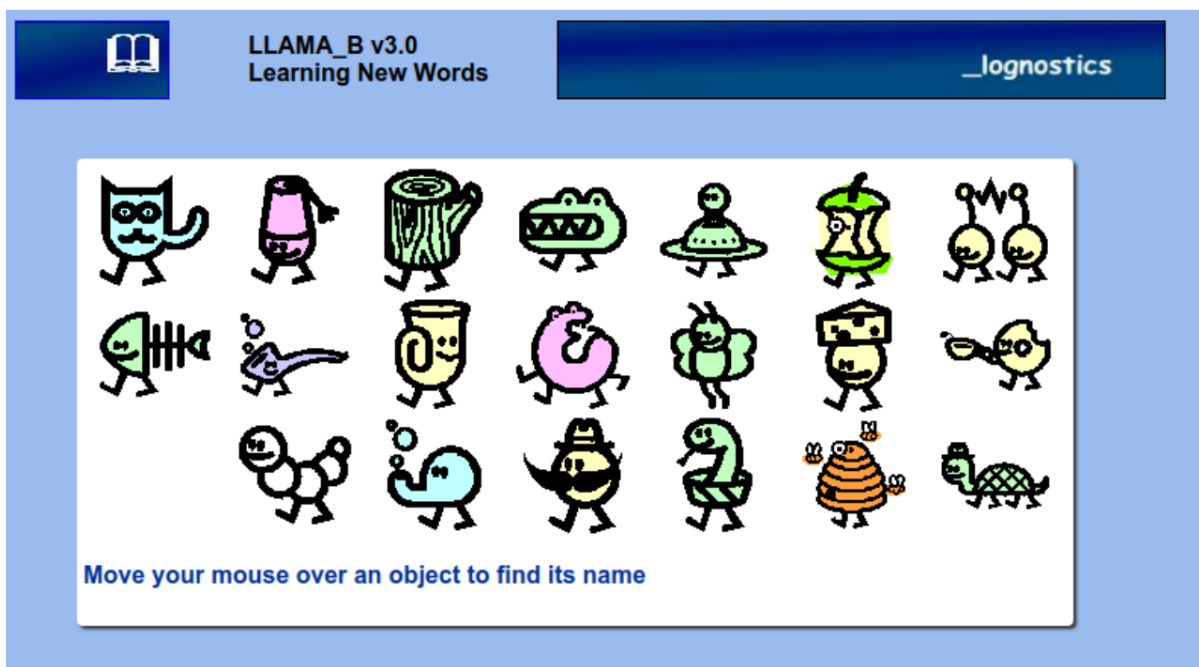 LLAMA_B v3.0
Learning New Words
_lognostics
Move your mouse over an object to find its name